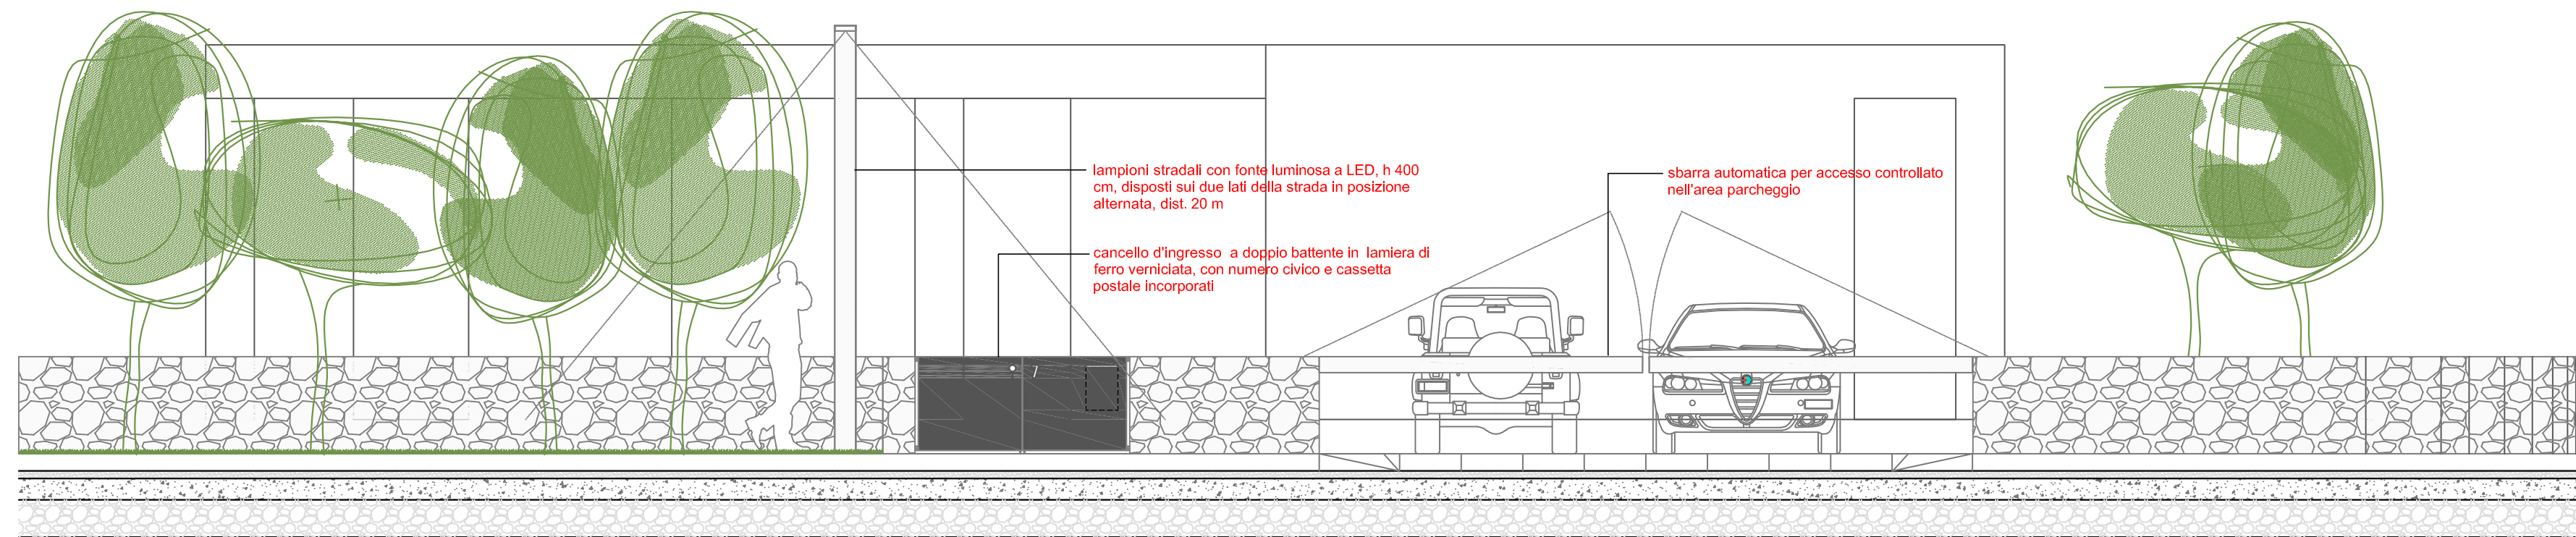 lampioni stradali con fonte luminosa a LED, h 400
cm, disposti sui due lati della strada in posizione
alternata, dist. 20 m
sbarra automatica per accesso controllato
nell'area parcheggio
cancello d'ingresso  a doppio battente in  lamiera di
ferro verniciata, con numero civico e cassetta
postale incorporati
7